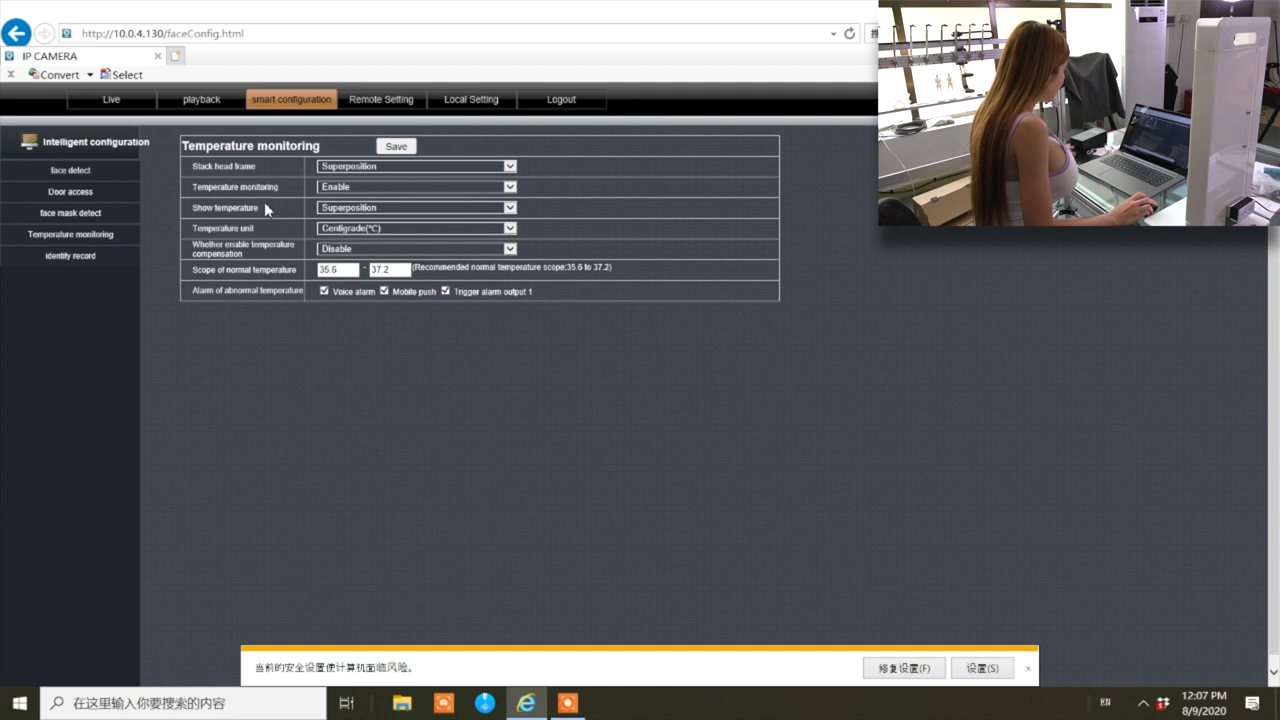 http://10.0.4.130/faceConfig.html
IP CAMERA
x Convert Select
Live playback smart configuration Remote Setting Local Setting Logout
Intelligent configuration
face detect
Door access
face mask detect
Temperature monitoring
identify record
Temperature monitoring Save
Stack head frame Superposition
Temperature monitoring Enable
Show temperature Superposition
Temperature unit Centigrade(℃)
Whether enable temperature compensation Disable
Scope of normal temperature 35.6 - 37.2 (Recommended normal temperature scope:35.6 to 37.2)
Alarm of abnormal temperature Voice alarm Mobile push Trigger alarm output 1
当前的安全设置使计算机面临风险。 修复设置(F) 设置(S) ×
在这里输入你要搜索的内容
12:07 PM
8/9/2020